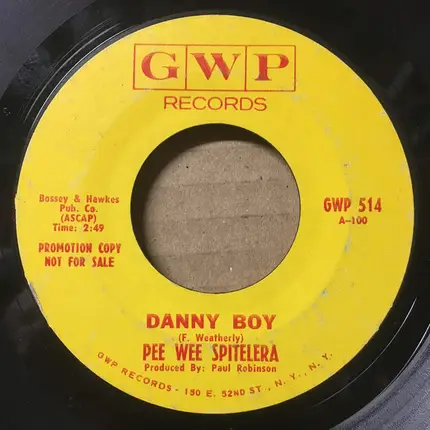 GWP
RECORDS
Bossey & Hawkes
Pub. Co.
(ASCAP)
Time: 2:49
PROMOTION COPY
NOT FOR SALE
GWP 514
A-100
DANNY BOY
(F. Weatherly)
PEE WEE SPITELERA
Produced By: Paul Robinson
GWP RECORDS - 150 E. 52ND ST., N.Y., N.Y.